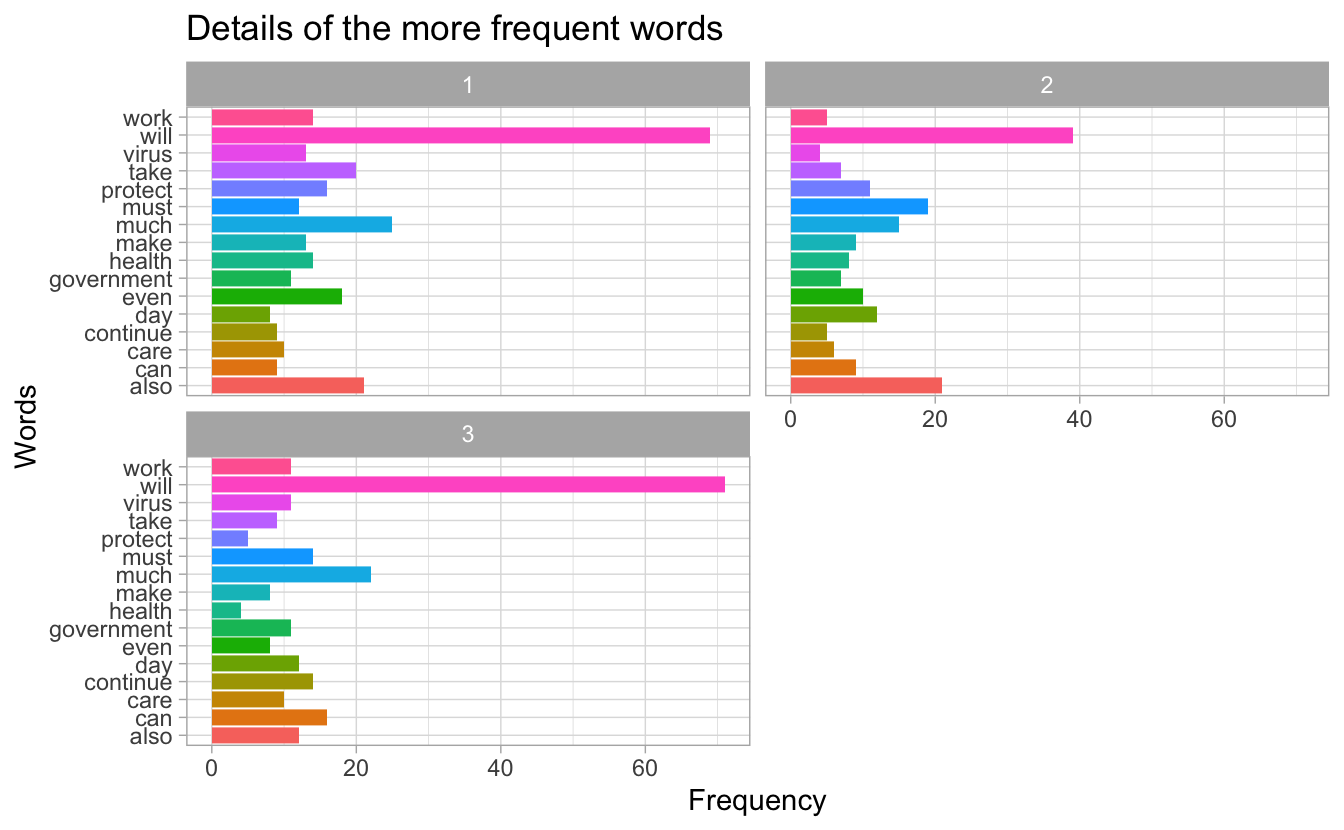 Details of the more frequent words
1
2
work
will
virus
take
protect
must
much
make
health
government
even
day
continue
care
can
also
0 20 40 60
3
work
will
virus
take
protect
must
much
make
health
government
even
day
continue
care
can
also
0 20 40 60
Words
Frequency